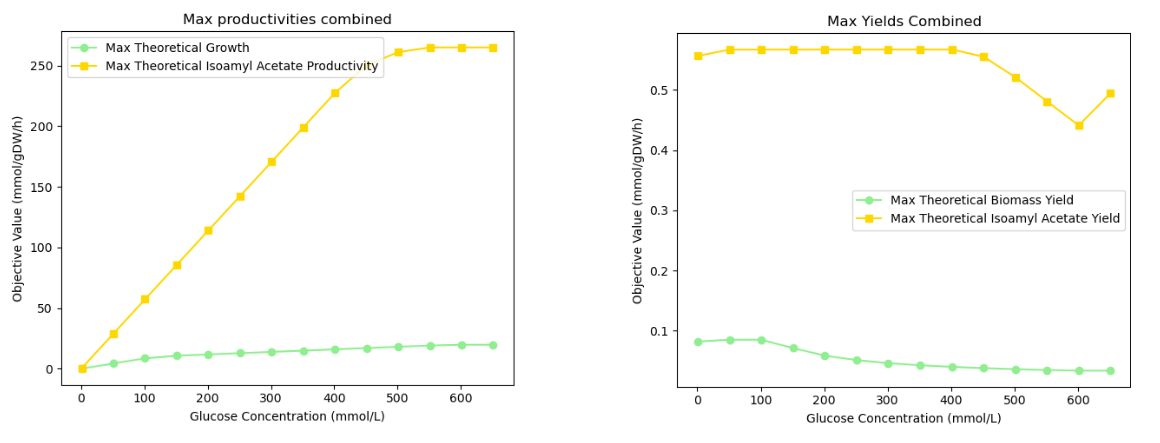 Max productivities combined
Max Theoretical Growth
Max Theoretical Isoamyl Acetate Productivity
Objective Value (mmol/gDW/h)
250
200
150
100
50
0
0 100 200 300 400 500 600
Glucose Concentration (mmol/L)
Max Yields Combined
Objective Value (mmol/gDW/h)
0.5
0.4
0.3
0.2
0.1
Max Theoretical Biomass Yield
Max Theoretical Isoamyl Acetate Yield
0 100 200 300 400 500 600
Glucose Concentration (mmol/L)